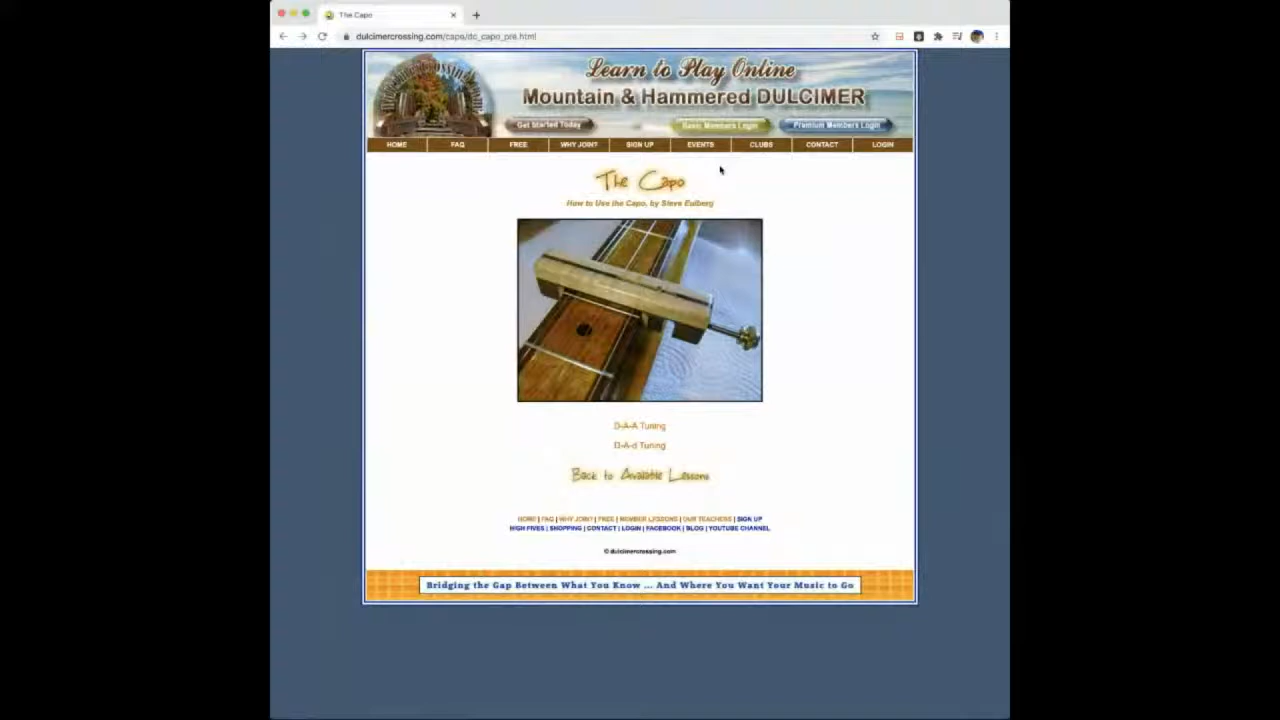 The Capo
dulcimercrossing.com/capo/dc_capo_pre.html
Learn to Play Online
Mountain & Hammered DULCIMER
Get Started Today
Basic Members Login
Premium Members Login
HOME
FAQ
FREE
WHY JOIN?
SIGN UP
EVENTS
CLUBS
CONTACT
LOGIN
The Capo
How to Use the Capo, by Steve Eulberg
D-A-A Tuning
D-A-d Tuning
Back to Available Lessons
HOME | FAQ | WHY JOIN? | FREE | MEMBER LESSONS | OUR TEACHERS | SIGN UP
HIGH FIVES | SHOPPING | CONTACT | LOGIN | FACEBOOK | BLOG | YOUTUBE CHANNEL
© dulcimercrossing.com
Bridging the Gap Between What You Know ... And Where You Want Your Music to Go